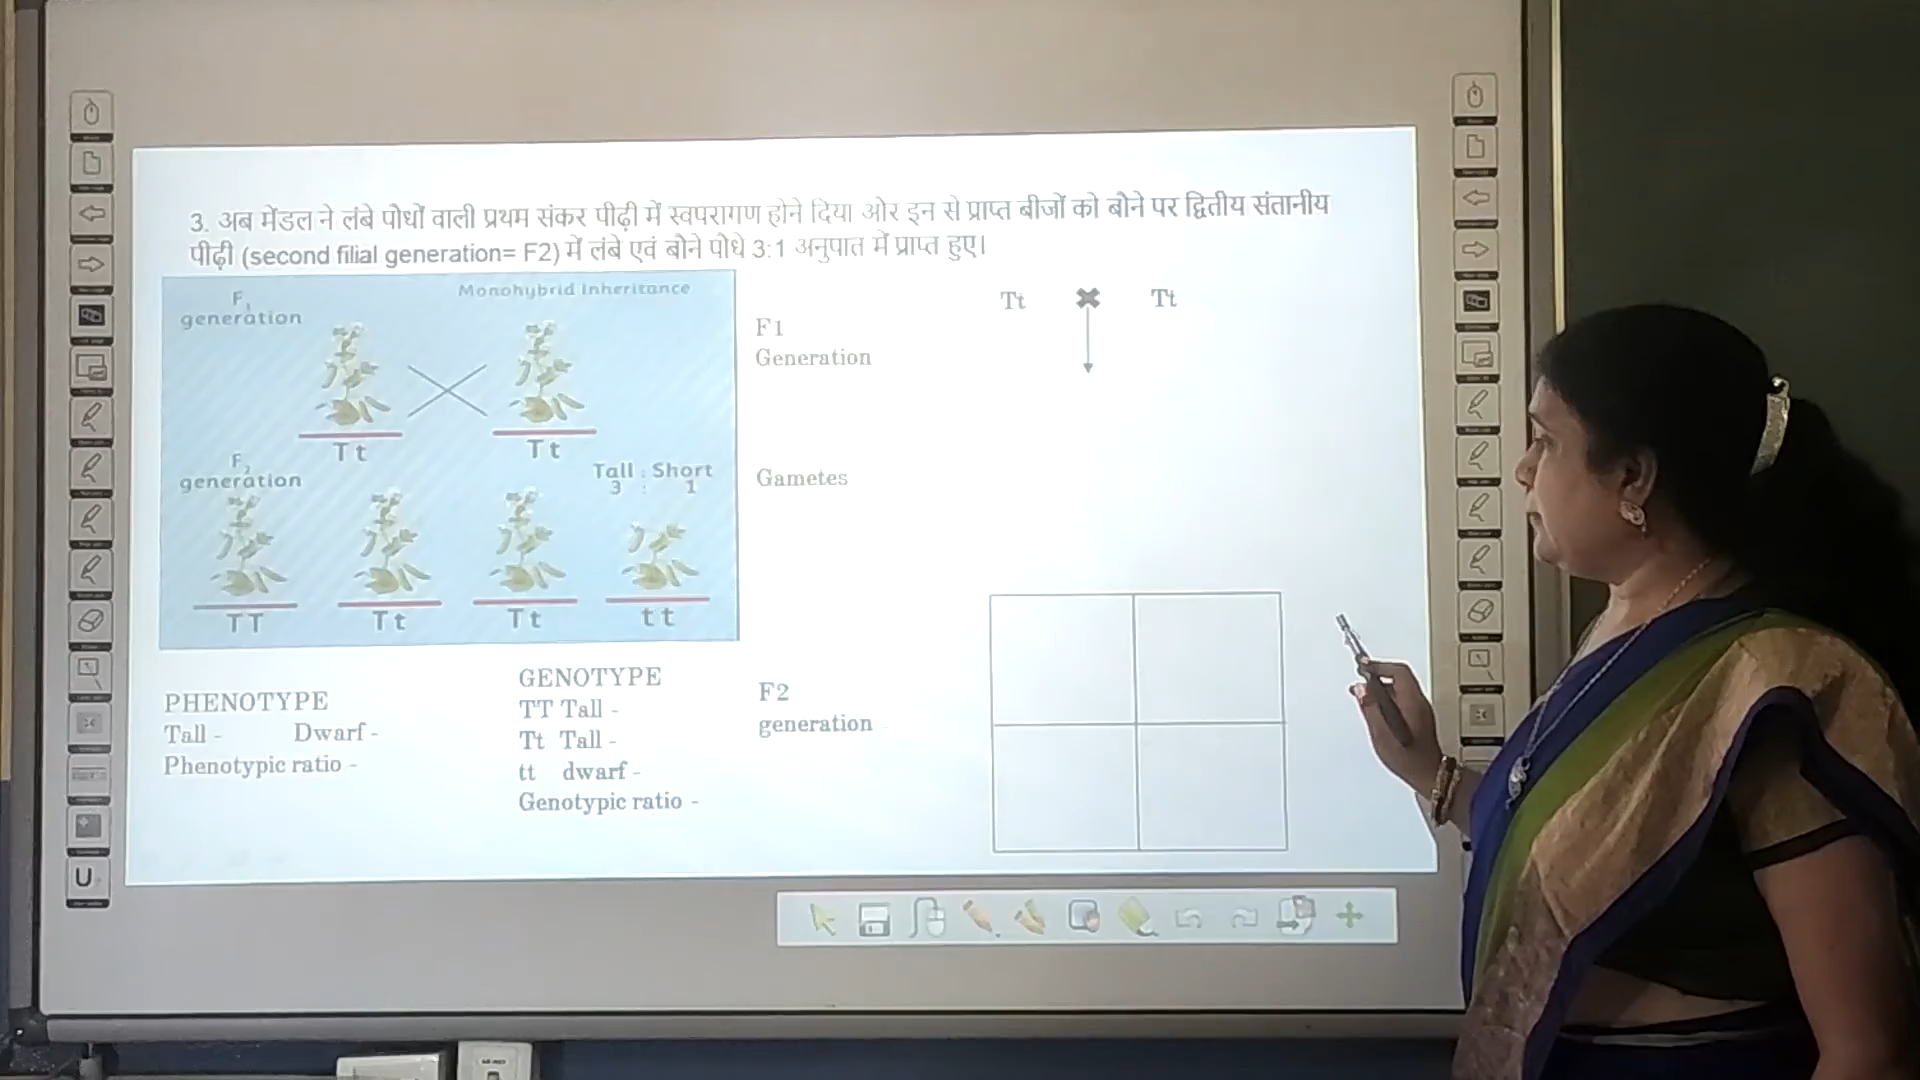 3. अब मेंडल ने लंबे पोधों वाली प्रथम संकर पीढ़ी में स्वपरागण होने दिया ओर इन से प्राप्त बीजों को बोने पर द्वितीय संतानीय
पीढ़ी (second filial generation= F2) में लंबे एवं बोने पोधे 3:1 अनुपात में प्राप्त हुए।
Monohybrid Inheritance
F1
generation
Tt
Tt
F2
generation
Tall : Short
3 : 1
TT
Tt
Tt
tt
PHENOTYPE
Tall - Dwarf -
Phenotypic ratio -
GENOTYPE
TT Tall -
Tt Tall -
tt dwarf -
Genotypic ratio -
Tt Tt
F1
Generation
Gametes
F2
generation
U